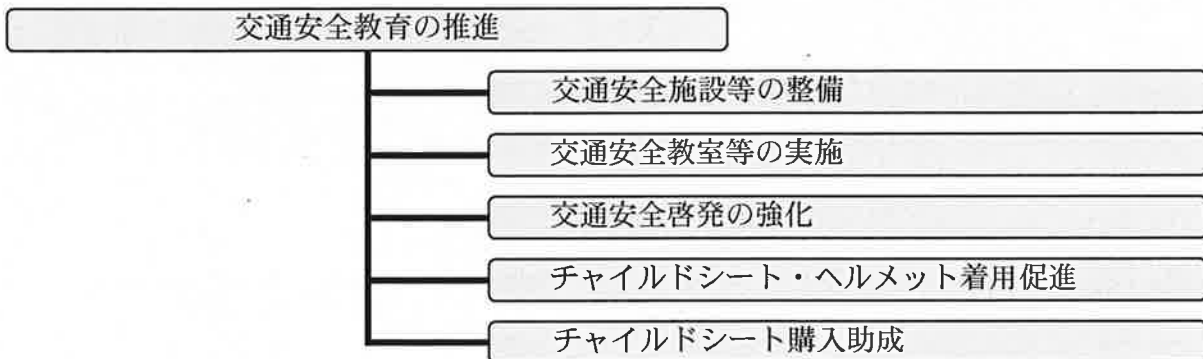 交通安全教育の推進
交通安全施設等の整備
交通安全教室等の実施
交通安全啓発の強化
チャイルドシート・ヘルメット着用促進
チャイルドシート購入助成